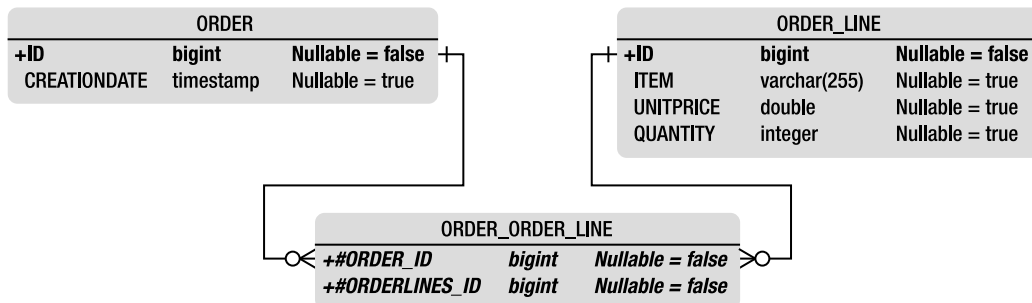 ORDER
+ID bigint Nullable = false
CREATIONDATE timestamp Nullable = true
ORDER_LINE
+ID bigint Nullable = false
ITEM varchar(255) Nullable = true
UNITPRICE double Nullable = true
QUANTITY integer Nullable = true
ORDER_ORDER_LINE
+#ORDER_ID bigint Nullable = false
+#ORDERLINES_ID bigint Nullable = false